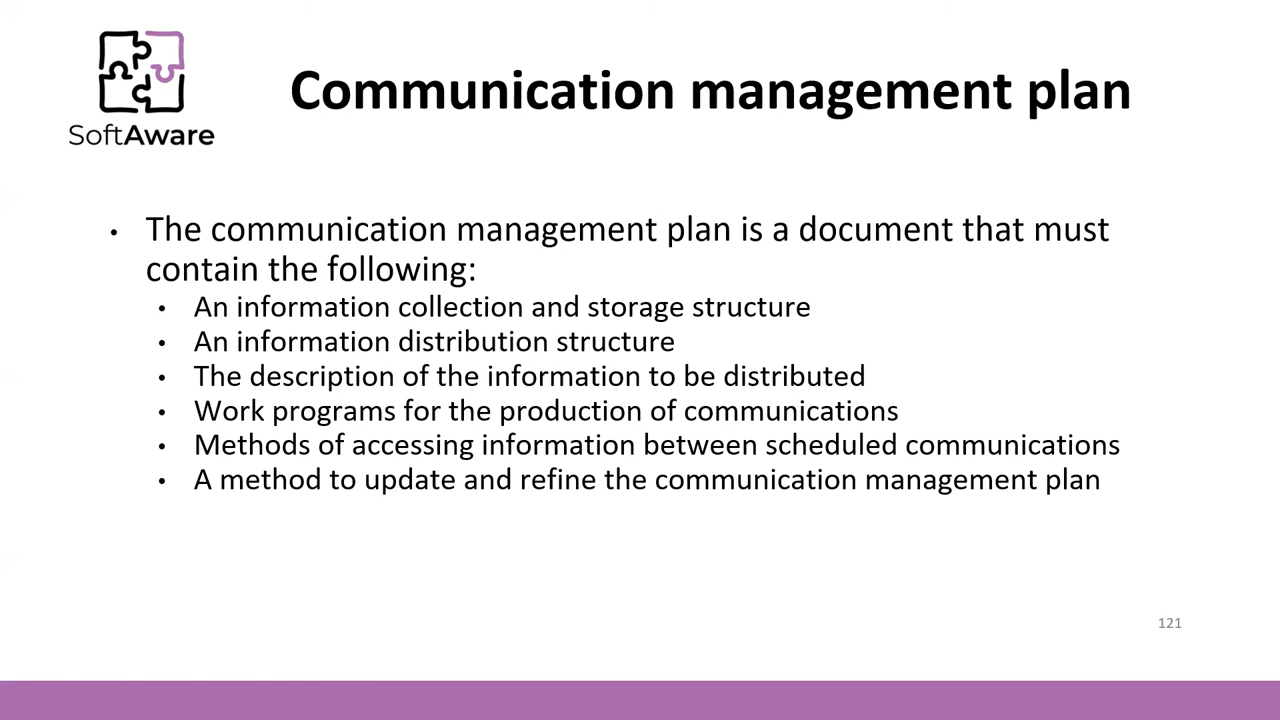 SoftAware
Communication management plan
• The communication management plan is a document that must
contain the following:
• An information collection and storage structure
• An information distribution structure
• The description of the information to be distributed
• Work programs for the production of communications
• Methods of accessing information between scheduled communications
• A method to update and refine the communication management plan
121